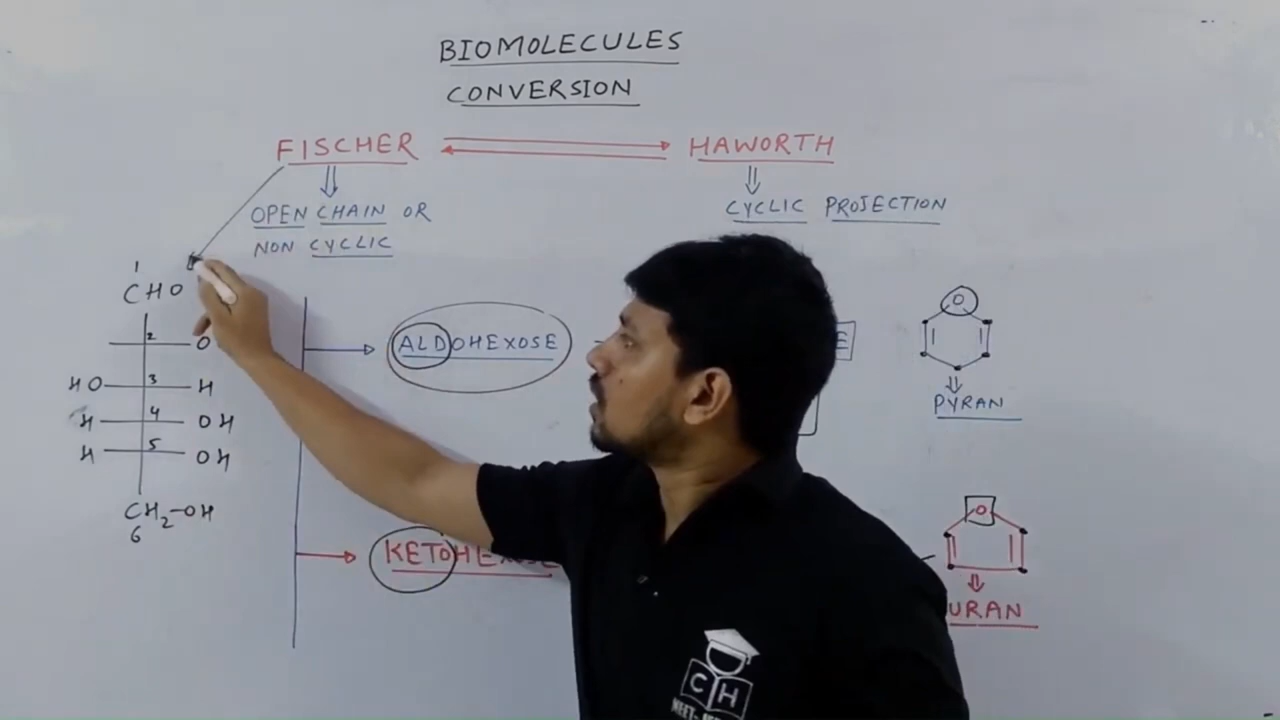 BIOMOLECULES
CONVERSION
FISCHER
HAWORTH
OPEN CHAIN OR
NON CYCLIC
CYCLIC PROJECTION
1
CHO
2
O
HO 3 H
H 4 OH
H 5 OH
CH2-OH
6
ALDOHEXOSE
E
O
PYRAN
KETOHEXOSE
O
URAN
CH